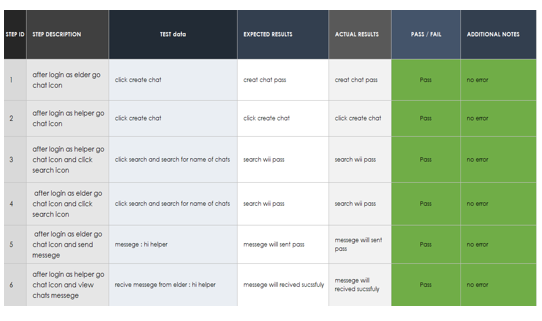 STEP ID STEP DESCRIPTION TEST data EXPECTED RESULTS ACTUAL RESULTS PASS / FAIL ADDITIONAL NOTES
1 after login as elder go click create chat creat chat pass creat chat pass Pass no error
chat icon
2 after login as helper go click create chat click create chat click create chat Pass no error
chat icon
3 after login as helper go click search and search for name of chats search wii pass search wii pass Pass no error
chat icon and click
search icon
4 after login as elder go click search and search for name of chats search wii pass search wii pass Pass no error
chat icon and click
search icon
5 after login as elder go messege : hi helper messege will sent pass messege will sent Pass no error
chat icon and send pass
messege
6 after login as helper go recive messege from elder : hi helper messege will recived sucssfuly messege will Pass no error
chat icon and view recived sucssfuly
chats messege